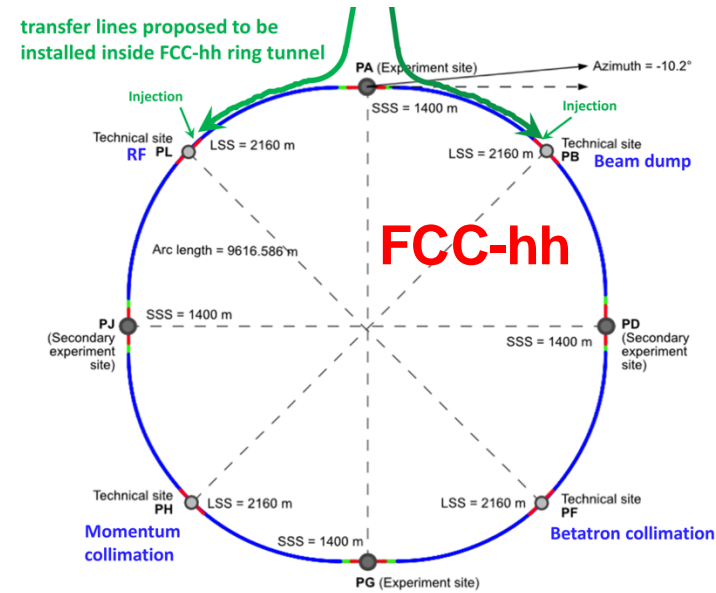 transfer lines proposed to be
installed inside FCC-hh ring tunnel
PA (Experiment site)
Azimuth = -10.2°
Injection
SSS = 1400 m
Injection
Technical site
RF PL
LSS = 2160 m
LSS = 2160 m
Technical site
PB
Beam dump
FCC-hh
Arc length = 9616.586 m
PJ
(Secondary
experiment
site)
SSS = 1400 m
SSS = 1400 m
PD
(Secondary
experiment
site)
Technical site
PH
LSS = 2160 m
Momentum
collimation
LSS = 2160 m
Technical site
PF
Betatron collimation
SSS = 1400 m
PG (Experiment site)